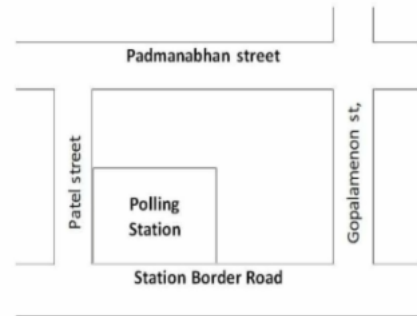 Padmanabhan street
Patel street
Polling
Station
Gopalamenon st,
Station Border Road